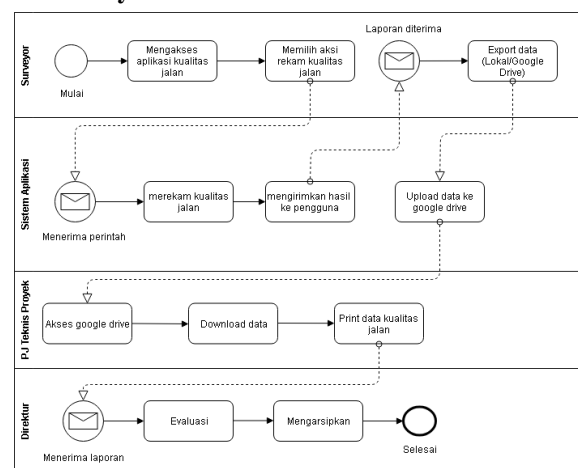 Surveyor
Mulai
Mengakses
aplikasi kualitas
jalan
Memilih aksi
rekam kualitas
jalan
Laporan diterima
Export data
(Lokal/Google
Drive)
Sistem Aplikasi
Menerima perintah
merekam kualitas
jalan
mengirimkan hasil
ke pengguna
Upload data ke
google drive
PJ Teknis Proyek
Akses google drive
Download data
Print data kualitas
jalan
Direktur
Menerima laporan
Evaluasi
Mengarsipkan
Selesai